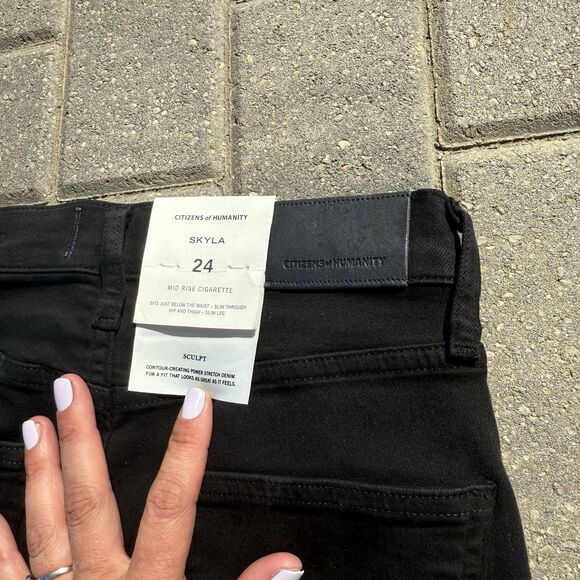 CITIZENS of HUMANITY
SKYLA
24
MID RISE CIGARETTE
SITS JUST BELOW THE WAIST – SLIM THROUGH
HIP AND THIGH – SLIM LEG
CITIZENS of HUMANITY
SCULPT
CONTOUR-CREATING POWER STRETCH DENIM.
FOR A FIT THAT LOOKS AS GREAT AS IT FEELS.